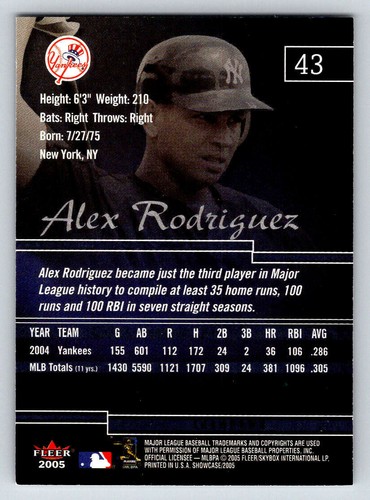 Yankees
43
Height: 6'3" Weight: 210
Bats: Right Throws: Right
Born: 7/27/75
New York, NY
Alex Rodriguez
Alex Rodriguez became just the third player in Major
League history to compile at least 35 home runs, 100
runs and 100 RBI in seven straight seasons.
YEAR TEAM G AB R H 2B 3B HR RBI AVG
2004 Yankees 155 601 112 172 24 2 36 106 .286
MLB Totals (11 yrs.) 1430 5590 1121 1707 309 24 381 1096 .305
FLEER
2005
MAJOR LEAGUE BASEBALL TRADEMARKS AND COPYRIGHTS ARE USED
WITH PERMISSION OF MAJOR LEAGUE BASEBALL PROPERTIES, INC.
OFFICIAL LICENSEE — MLBPA © 2005 FLEER/SKYBOX INTERNATIONAL LP.
PRINTED IN U.S.A. SHOWCASE/2005